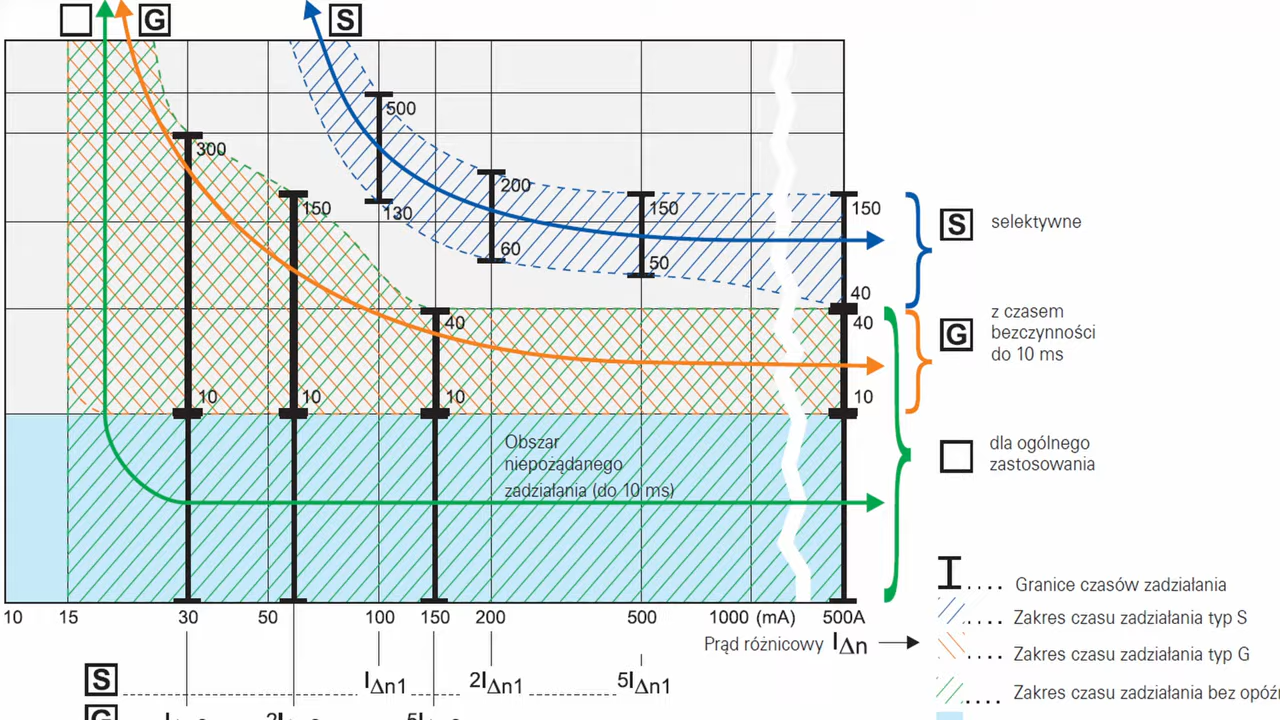 G
S
500
300
200
150
150
150
130
60
50
40
40
40
10
10
10
10
S selektywne
G z czasem
bezczynności
do 10 ms
dla ogólnego
zastosowania
Obszar
niepożądanego
zadziałania (do 10 ms)
10 15 30 50 100 150 200 500 1000 (mA) 500A
Prąd różnicowy IΔn
.... Granice czasów zadziałania
.... Zakres czasu zadziałania typ S
.... Zakres czasu zadziałania typ G
.... Zakres czasu zadziałania bez
S IΔn1 2IΔn1 5IΔn1
G